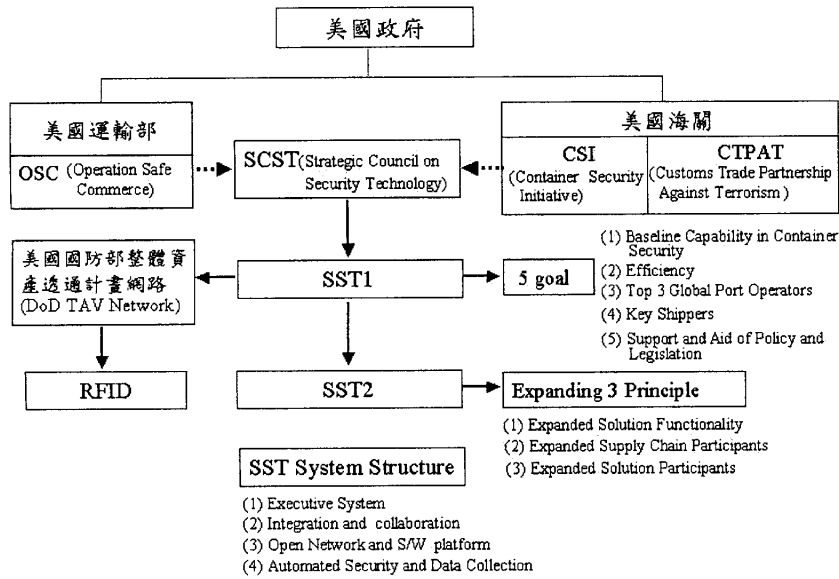 美國政府
美國運輸部
OSC (Operation Safe
Commerce)
SCST(Strategic Council on
Security Technology)
美國海關
CSI
(Container Security
Initiative)
CTPAT
(Customs Trade Partnership
Against Terrorism)
美國國防部整體資
產透通計畫網路
(DoD TAV Network)
SST1
5 goal
(1) Baseline Capability in Container
Security
(2) Efficiency
(3) Top 3 Global Port Operators
(4) Key Shippers
(5) Support and Aid of Policy and
Legislation
RFID
SST2
Expanding 3 Principle
(1) Expanded Solution Functionality
(2) Expanded Supply Chain Participants
(3) Expanded Solution Participants
SST System Structure
(1) Executive System
(2) Integration and collaboration
(3) Open Network and S/W platform
(4) Automated Security and Data Collection